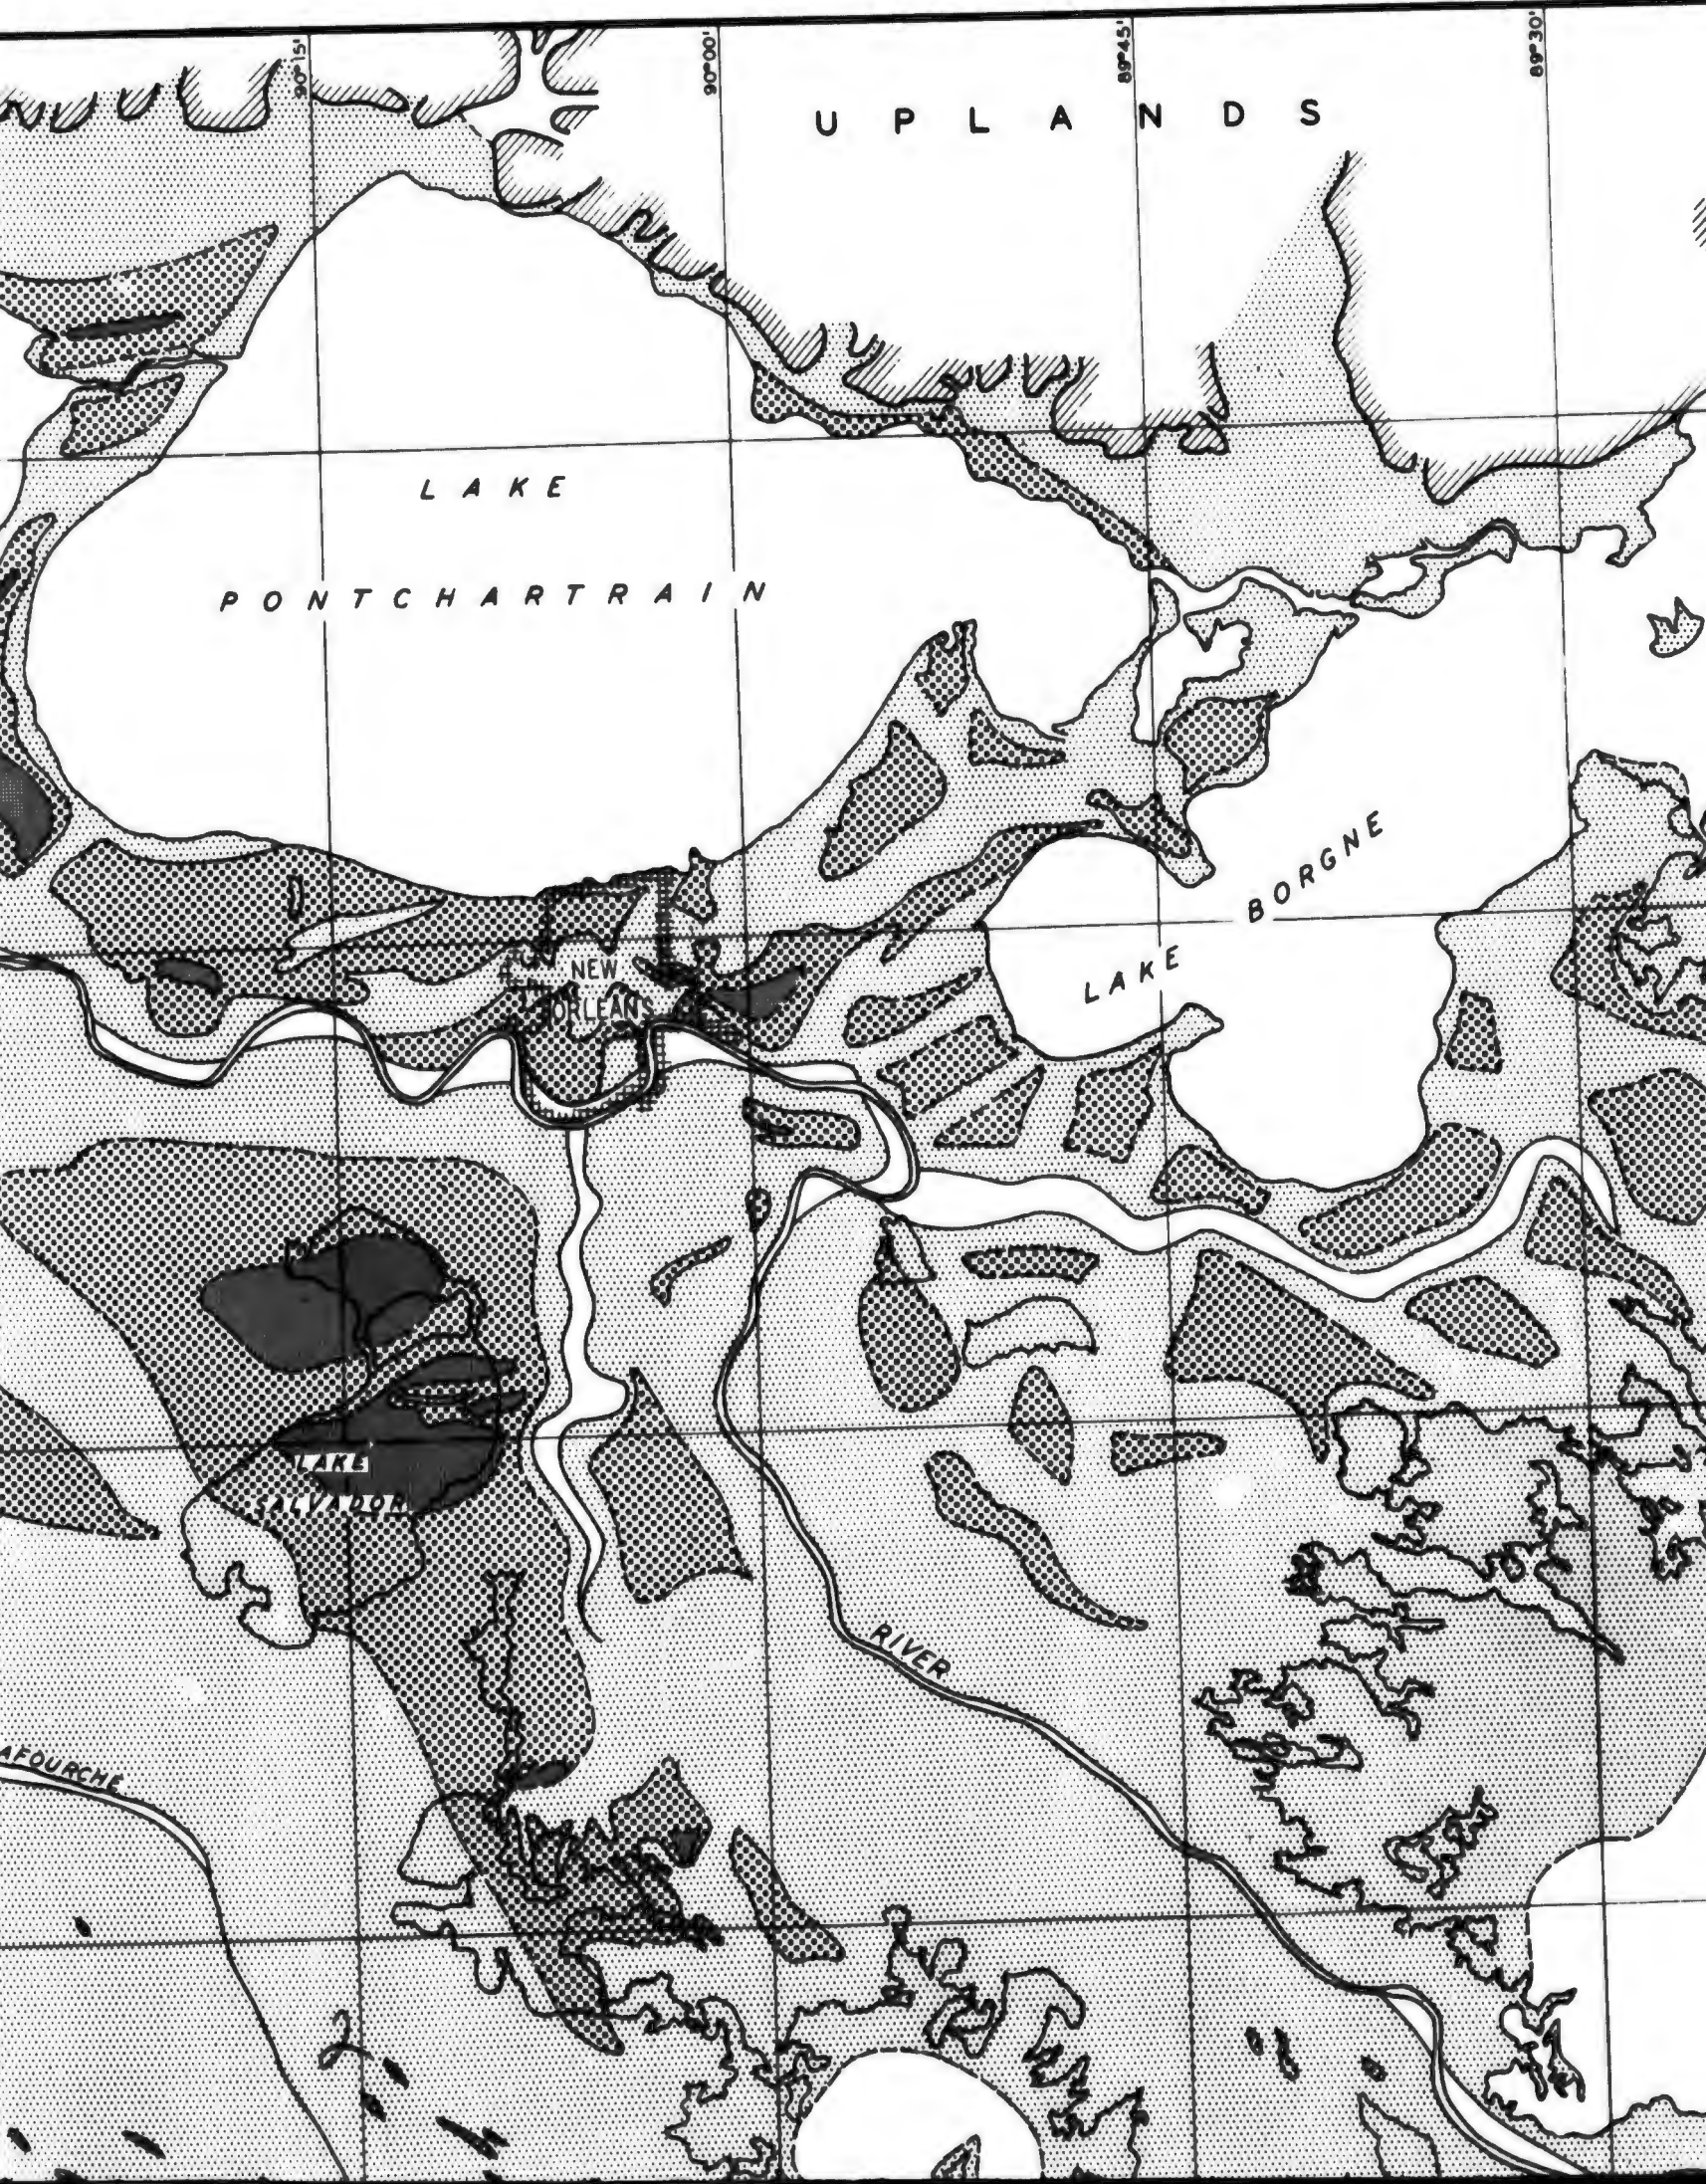 90°15'
90°00'
89°45'
89°30'
UPLANDS
LAKE
PONTCHARTRAIN
LAKE BORGNE
NEW
ORLEANS
LAKE
SALVADOR
RIVER
AFOURCHE